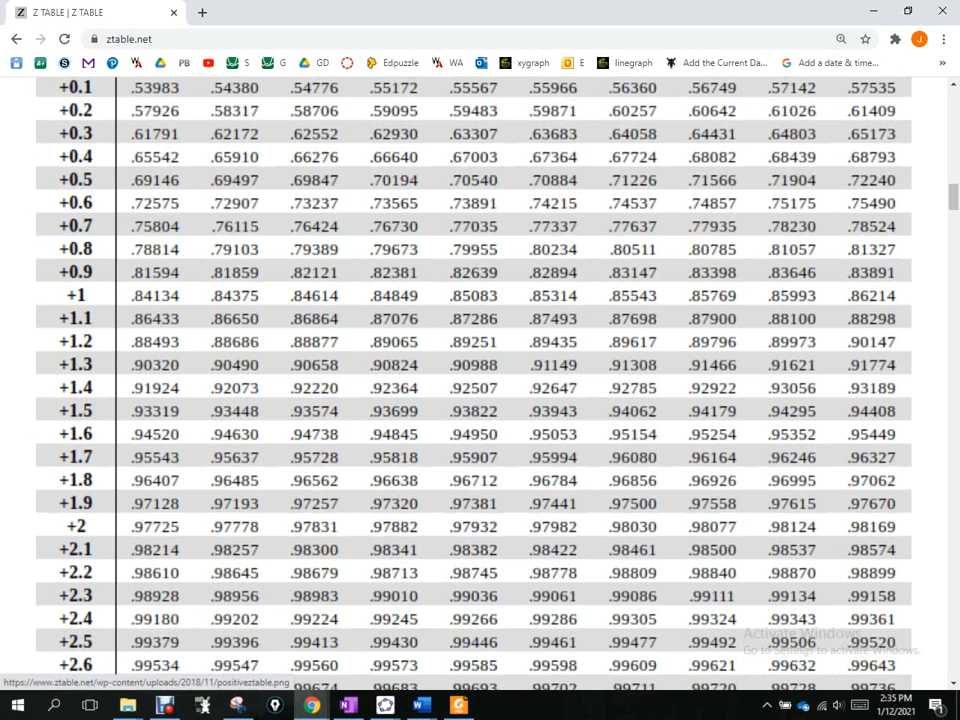 Z TABLE | Z TABLE
ztable.net
PB S G GD Edpuzzle WA xygraph E linegraph Add the Current Da... Add a date & time...
+0.1 .53983 .54380 .54776 .55172 .55567 .55966 .56360 .56749 .57142 .57535
+0.2 .57926 .58317 .58706 .59095 .59483 .59871 .60257 .60642 .61026 .61409
+0.3 .61791 .62172 .62552 .62930 .63307 .63683 .64058 .64431 .64803 .65173
+0.4 .65542 .65910 .66276 .66640 .67003 .67364 .67724 .68082 .68439 .68793
+0.5 .69146 .69497 .69847 .70194 .70540 .70884 .71226 .71566 .71904 .72240
+0.6 .72575 .72907 .73237 .73565 .73891 .74215 .74537 .74857 .75175 .75490
+0.7 .75804 .76115 .76424 .76730 .77035 .77337 .77637 .77935 .78230 .78524
+0.8 .78814 .79103 .79389 .79673 .79955 .80234 .80511 .80785 .81057 .81327
+0.9 .81594 .81859 .82121 .82381 .82639 .82894 .83147 .83398 .83646 .83891
+1 .84134 .84375 .84614 .84849 .85083 .85314 .85543 .85769 .85993 .86214
+1.1 .86433 .86650 .86864 .87076 .87286 .87493 .87698 .87900 .88100 .88298
+1.2 .88493 .88686 .88877 .89065 .89251 .89435 .89617 .89796 .89973 .90147
+1.3 .90320 .90490 .90658 .90824 .90988 .91149 .91308 .91466 .91621 .91774
+1.4 .91924 .92073 .92220 .92364 .92507 .92647 .92785 .92922 .93056 .93189
+1.5 .93319 .93448 .93574 .93699 .93822 .93943 .94062 .94179 .94295 .94408
+1.6 .94520 .94630 .94738 .94845 .94950 .95053 .95154 .95254 .95352 .95449
+1.7 .95543 .95637 .95728 .95818 .95907 .95994 .96080 .96164 .96246 .96327
+1.8 .96407 .96485 .96562 .96638 .96712 .96784 .96856 .96926 .96995 .97062
+1.9 .97128 .97193 .97257 .97320 .97381 .97441 .97500 .97558 .97615 .97670
+2 .97725 .97778 .97831 .97882 .97932 .97982 .98030 .98077 .98124 .98169
+2.1 .98214 .98257 .98300 .98341 .98382 .98422 .98461 .98500 .98537 .98574
+2.2 .98610 .98645 .98679 .98713 .98745 .98778 .98809 .98840 .98870 .98899
+2.3 .98928 .98956 .98983 .99010 .99036 .99061 .99086 .99111 .99134 .99158
+2.4 .99180 .99202 .99224 .99245 .99266 .99286 .99305 .99324 .99343 .99361
+2.5 .99379 .99396 .99413 .99430 .99446 .99461 .99477 .99492 .99506 .99520
Activate Windows
Go to Settings to activate Windows.
+2.6 .99534 .99547 .99560 .99573 .99585 .99598 .99609 .99621 .99632 .99643
https://www.ztable.net/wp-content/uploads/2018/11/positiveztable.png
.99674 .99683 .99693 .99702 .99711 .99720 .99728 .99736
2:35 PM
1/12/2021